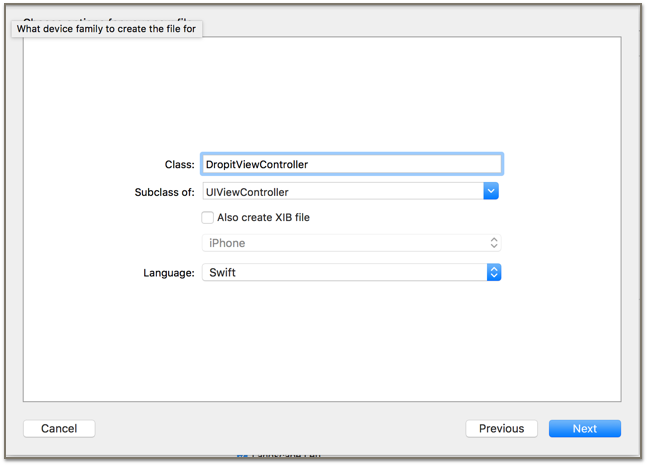 What device family to create the file for
Class: DropitViewController
Subclass of: UIViewController
Also create XIB file
iPhone
Language: Swift
Cancel Previous Next